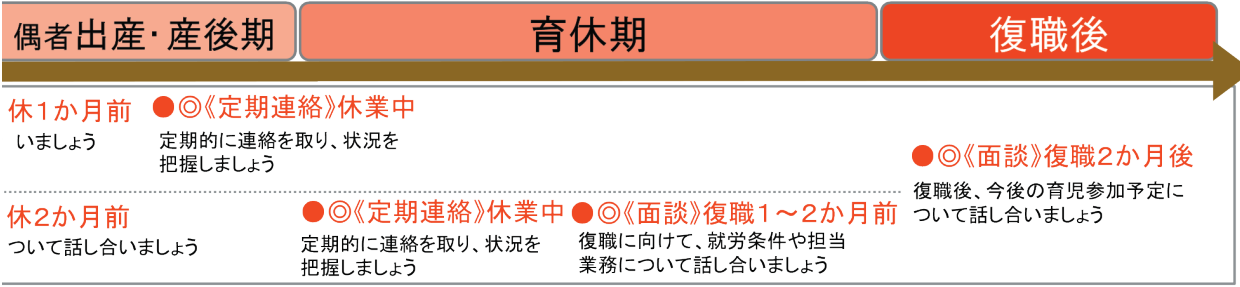 偶者出産・産後期
育休期
復職後
休1か月前
いましょう
●◎《定期連絡》休業中
定期的に連絡を取り、状況を
把握しましょう
●◎《面談》復職2か月後
復職後、今後の育児参加予定に
ついて話し合いましょう
休2か月前
ついて話し合いましょう
●◎《定期連絡》休業中
定期的に連絡を取り、状況を
把握しましょう
●◎《面談》復職1～2か月前
復職に向けて、就労条件や担当
業務について話し合いましょう